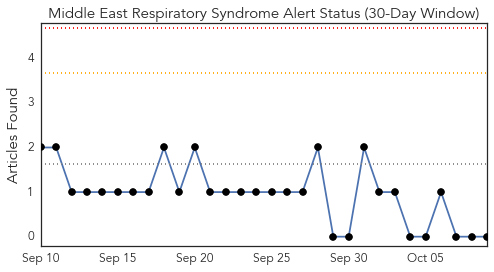 Middle East Respiratory Syndrome Alert Status (30-Day Window)
Articles Found
4
3
2
1
0
Sep 10 Sep 15 Sep 20 Sep 25 Sep 30 Oct 05